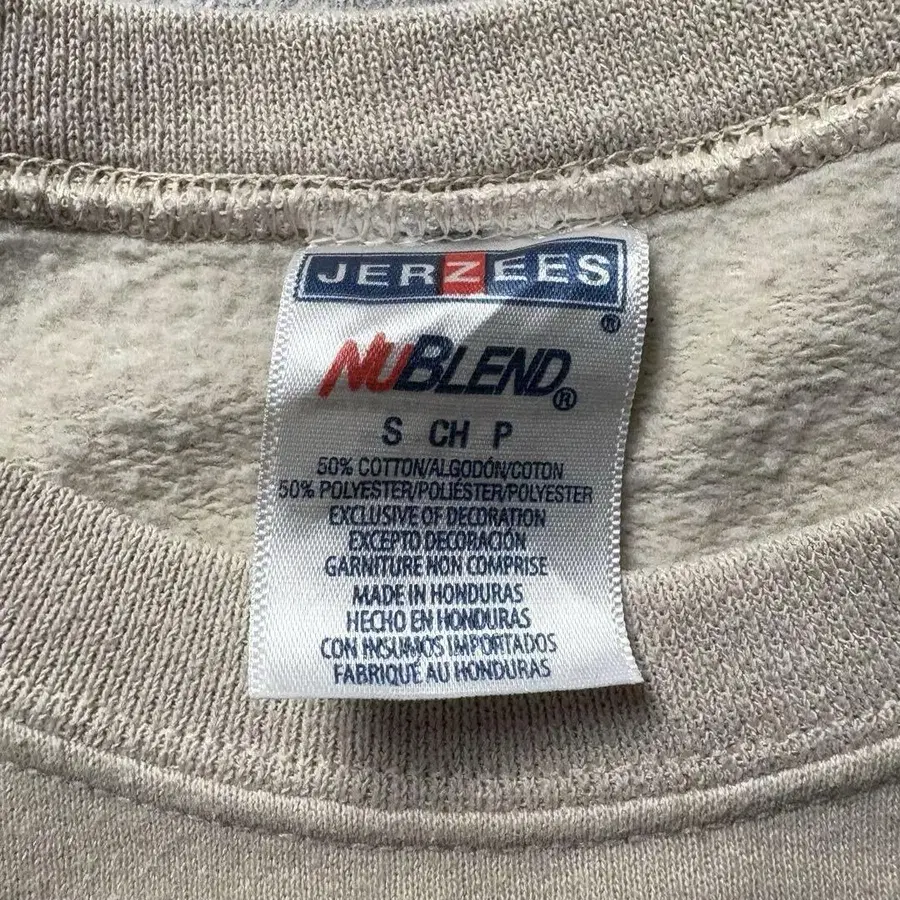 JERZEES
®
NUBLEND®
S CH P
50% COTTON/ALGODÓN/COTON
50% POLYESTER/POLIÉSTER/POLYESTER
EXCLUSIVE OF DECORATION
EXCEPTO DECORACIÓN
GARNITURE NON COMPRISE
MADE IN HONDURAS
HECHO EN HONDURAS
CON INSUMOS IMPORTADOS
FABRIQUÉ AU HONDURAS